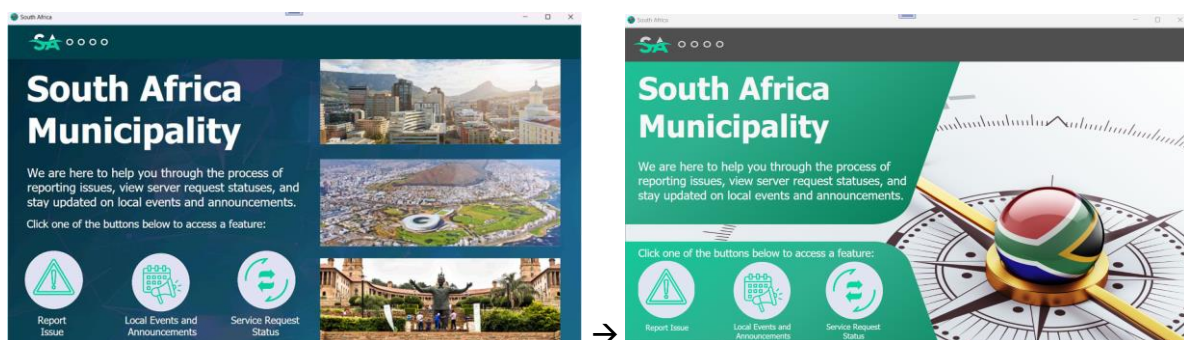 South Africa
SA
South Africa
Municipality
We are here to help you through the process of
reporting issues, view server request statuses, and
stay updated on local events and announcements.
Click one of the buttons below to access a feature:
Report
Issue
Local Events and
Announcements
Service Request
Status
→
South Africa
SA
South Africa
Municipality
We are here to help you through the process of
reporting issues, view server request statuses, and
stay updated on local events and announcements.
Click one of the buttons below to access a feature:
Report Issue
Local Events and
Announcements
Service Request
Status